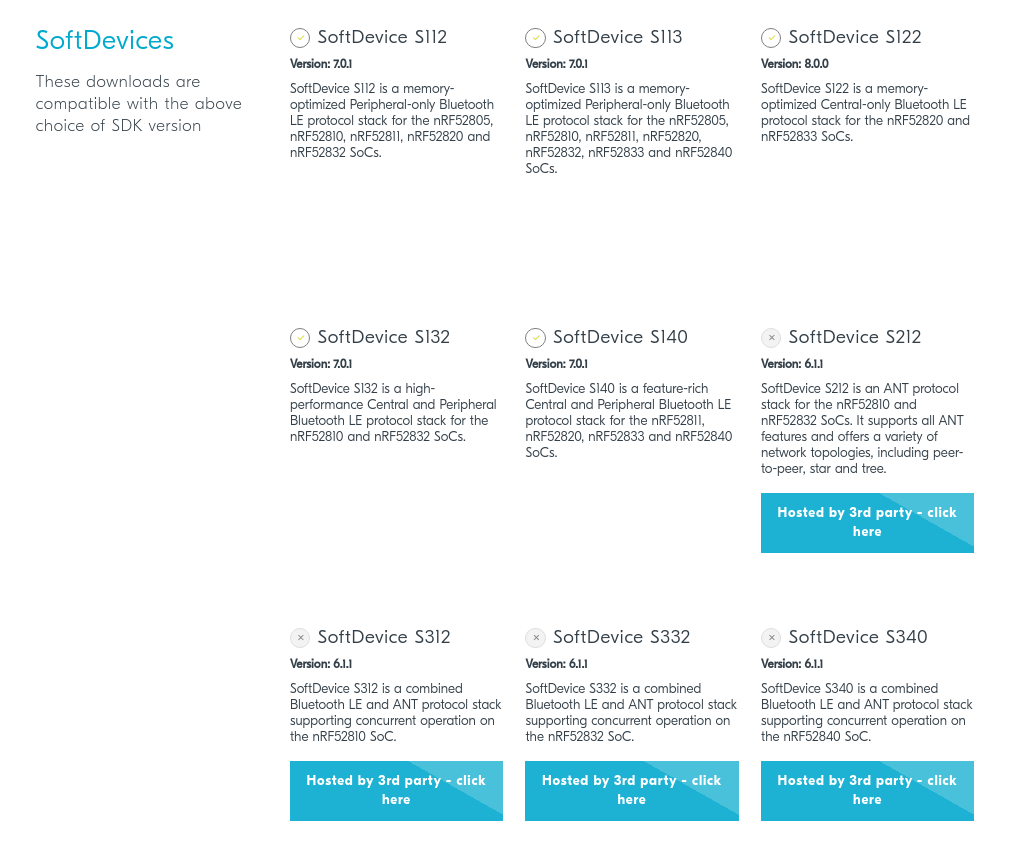 SoftDevices
These downloads are
compatible with the above
choice of SDK version
SoftDevice S112
Version: 7.0.1
SoftDevice S112 is a memory-
optimized Peripheral-only Bluetooth
LE protocol stack for the nRF52805,
nRF52810, nRF52811, nRF52820 and
nRF52832 SoCs.
SoftDevice S113
Version: 7.0.1
SoftDevice S113 is a memory-
optimized Peripheral-only Bluetooth
LE protocol stack for the nRF52805,
nRF52810, nRF52811, nRF52820,
nRF52832, nRF52833 and nRF52840
SoCs.
SoftDevice S122
Version: 8.0.0
SoftDevice S122 is a memory-
optimized Central-only Bluetooth LE
protocol stack for the nRF52820 and
nRF52833 SoCs.
SoftDevice S132
Version: 7.0.1
SoftDevice S132 is a high-
performance Central and Peripheral
Bluetooth LE protocol stack for the
nRF52810 and nRF52832 SoCs.
SoftDevice S140
Version: 7.0.1
SoftDevice S140 is a feature-rich
Central and Peripheral Bluetooth LE
protocol stack for the nRF52811,
nRF52820, nRF52833 and nRF52840
SoCs.
SoftDevice S212
Version: 6.1.1
SoftDevice S212 is an ANT protocol
stack for the nRF52810 and
nRF52832 SoCs. It supports all ANT
features and offers a variety of
network topologies, including peer-
to-peer, star and tree.
Hosted by 3rd party - click
here
SoftDevice S312
Version: 6.1.1
SoftDevice S312 is a combined
Bluetooth LE and ANT protocol stack
supporting concurrent operation on
the nRF52810 SoC.
Hosted by 3rd party - click
here
SoftDevice S332
Version: 6.1.1
SoftDevice S332 is a combined
Bluetooth LE and ANT protocol stack
supporting concurrent operation on
the nRF52832 SoC.
Hosted by 3rd party - click
here
SoftDevice S340
Version: 6.1.1
SoftDevice S340 is a combined
Bluetooth LE and ANT protocol stack
supporting concurrent operation on
the nRF52840 SoC.
Hosted by 3rd party - click
here